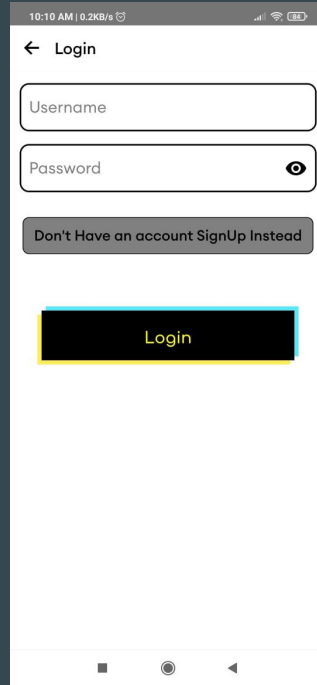 10:10 AM | 0.2KB/s
84
Login
Username
Password
Don't Have an account SignUp Instead
Login